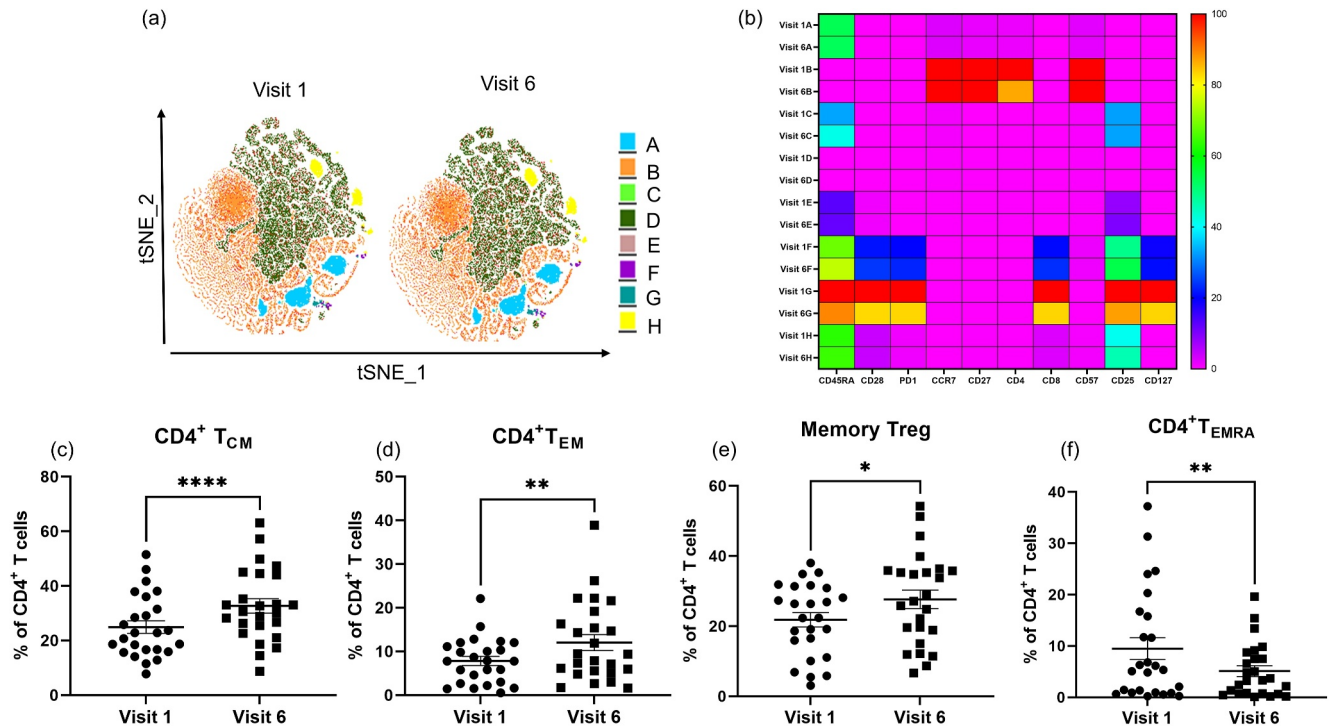 (a)
Visit 1
Visit 6
tSNE_2
tSNE_1
A
B
C
D
E
F
G
H
(b)
Visit 1A
Visit 6A
Visit 1B
Visit 6B
Visit 1C
Visit 6C
Visit 1D
Visit 6D
Visit 1E
Visit 6E
Visit 1F
Visit 6F
Visit 1G
Visit 6G
Visit 1H
Visit 6H
CD45RA CD28 PD1 CCR7 CD27 CD4 CD8 CD57 CD25 CD127
100
80
60
40
20
0
(c)
CD4+ TCM
****
% of CD4+ T cells
80
60
40
20
0
Visit 1 Visit 6
(d)
CD4+TEM
**
% of CD4+ T cells
50
40
30
20
10
0
Visit 1 Visit 6
(e)
Memory Treg
*
% of CD4+ T cells
60
40
20
0
Visit 1 Visit 6
(f)
CD4+TEMRA
**
% of CD4+ T cells
40
30
20
10
0
Visit 1 Visit 6